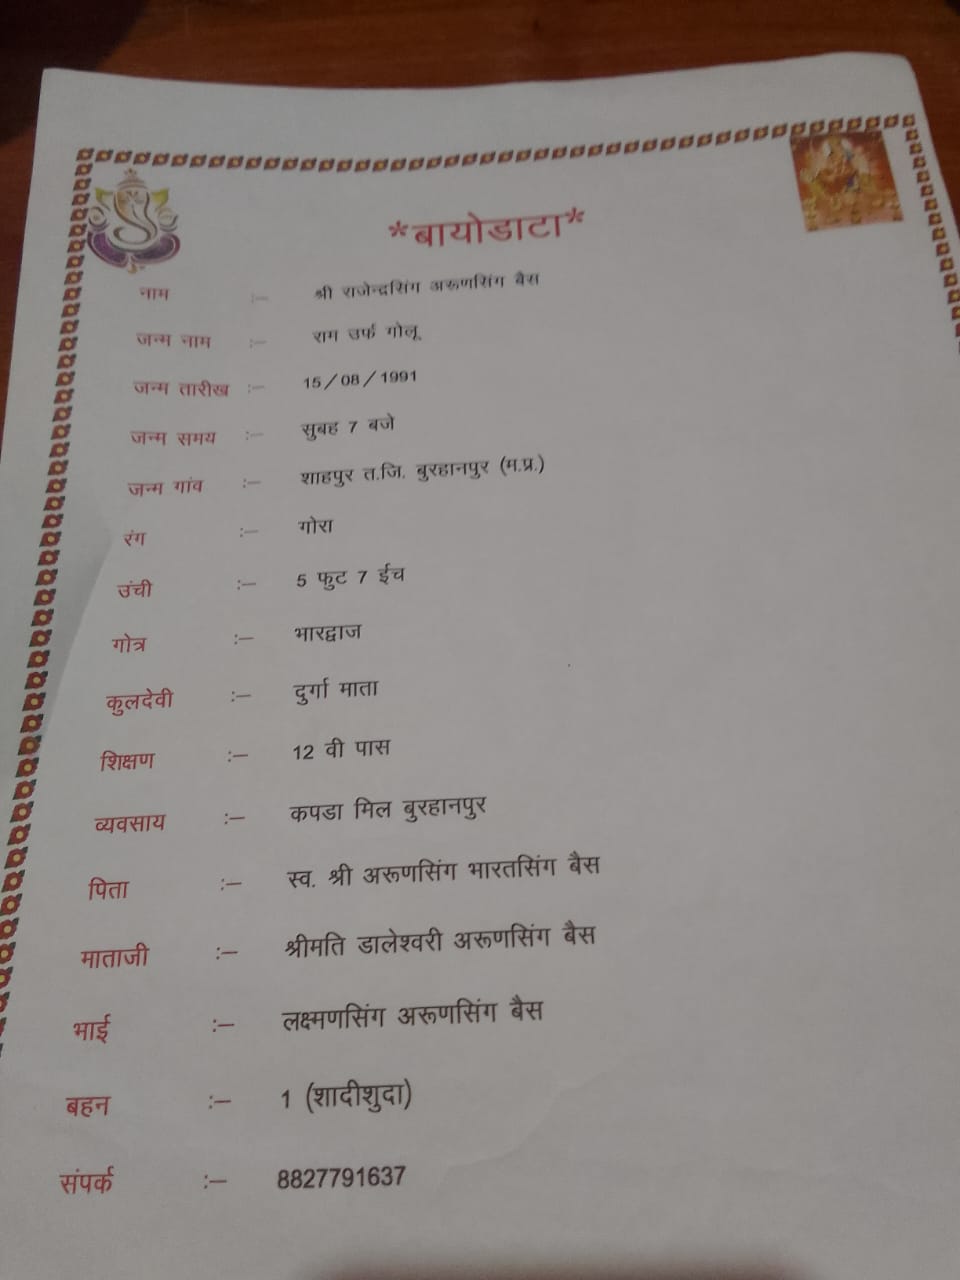 *बायोडाटा*
नाम :— श्री राजेन्द्रसिंग अरूणसिंग बैस
जन्म नाम :— राम उर्फ गोलू
जन्म तारीख :— 15/08/1991
जन्म समय :— सुबह 7 बजे
जन्म गांव :— शाहपुर त.जि. बुरहानपुर (म.प्र.)
रंग :— गोरा
उंची :— 5 फुट 7 ईच
गोत्र :— भारद्वाज
कुलदेवी :— दुर्गा माता
शिक्षण :— 12 वी पास
व्यवसाय :— कपडा मिल बुरहानपुर
पिता :— स्व. श्री अरूणसिंग भारतसिंग बैस
माताजी :— श्रीमति डालेश्वरी अरूणसिंग बैस
भाई :— लक्ष्मणसिंग अरूणसिंग बैस
बहन :— 1 (शादीशुदा)
संपर्क :— 8827791637